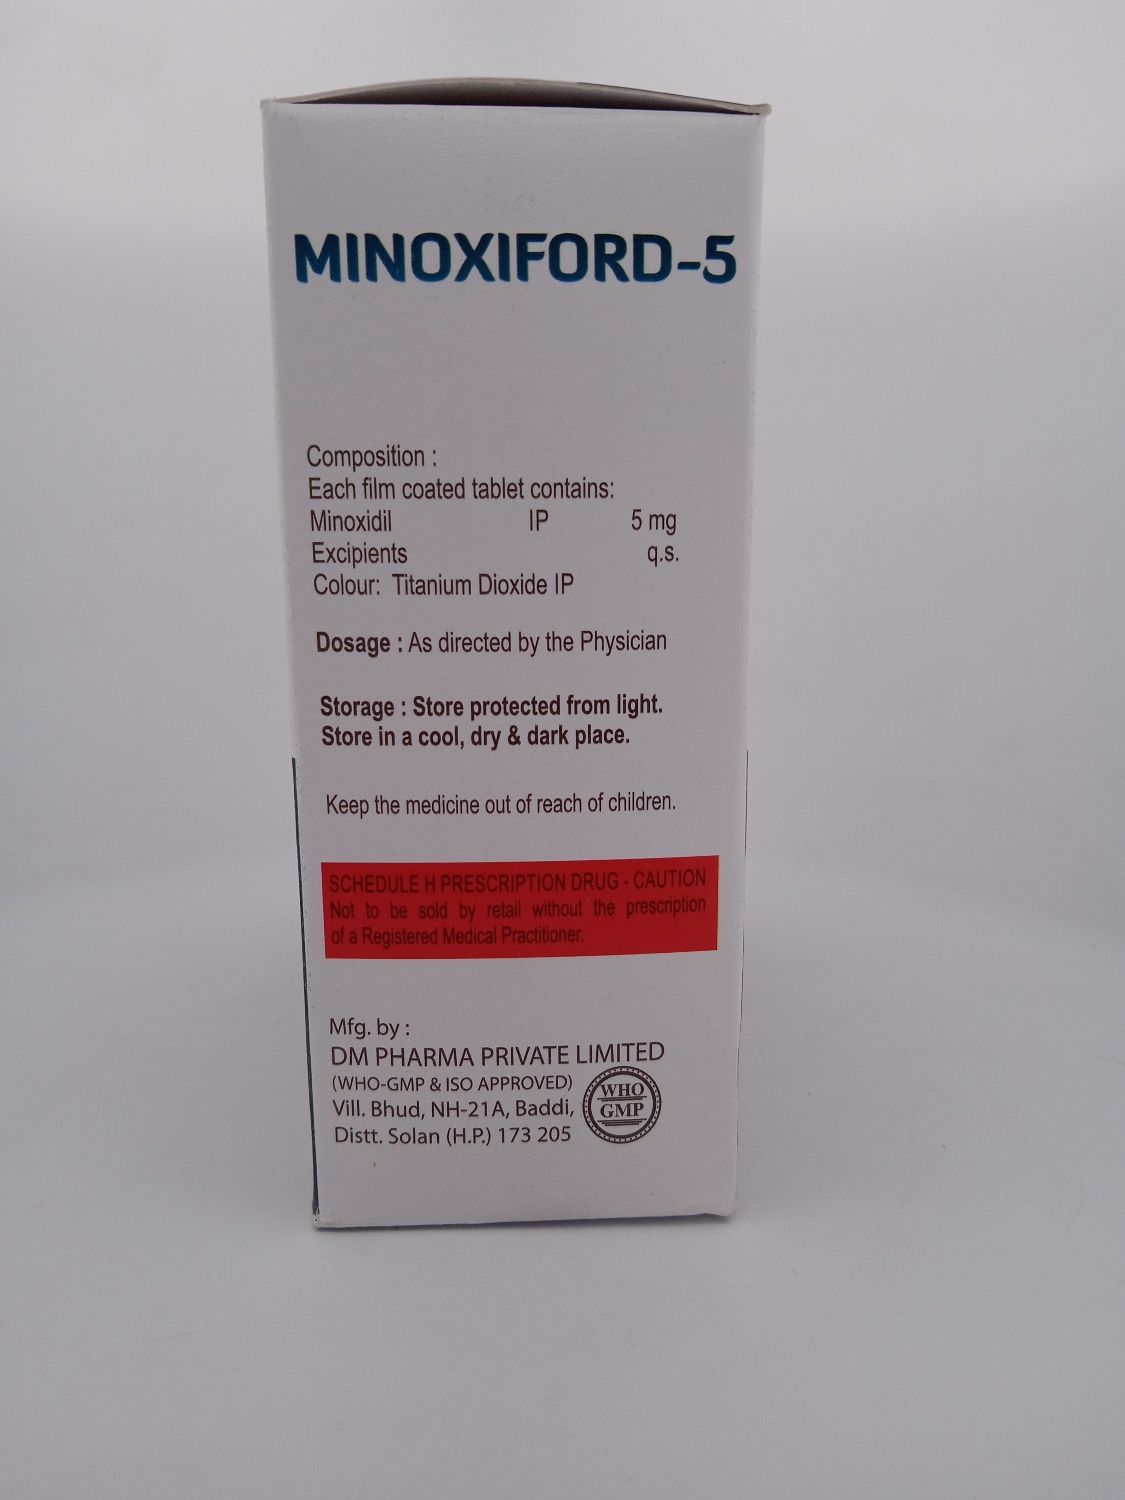 MINOXIFORD-5
Composition :
Each film coated tablet contains:
Minoxidil IP 5 mg
Excipients q.s.
Colour: Titanium Dioxide IP
Dosage : As directed by the Physician
Storage : Store protected from light.
Store in a cool, dry & dark place.
Keep the medicine out of reach of children.
SCHEDULE H PRESCRIPTION DRUG - CAUTION
Not to be sold by retail without the prescription
of a Registered Medical Practitioner.
Mfg. by :
DM PHARMA PRIVATE LIMITED
(WHO-GMP & ISO APPROVED)
Vill. Bhud, NH-21A, Baddi,
Distt. Solan (H.P.) 173 205
WHO
GMP